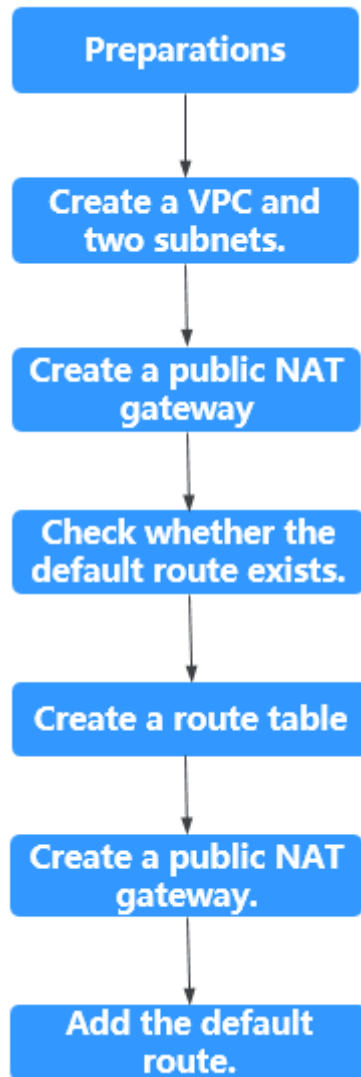 Preparations
Create a VPC and
two subnets.
Create a public NAT
gateway
Check whether the
default route exists.
Create a route table
Create a public NAT
gateway.
Add the default
route.